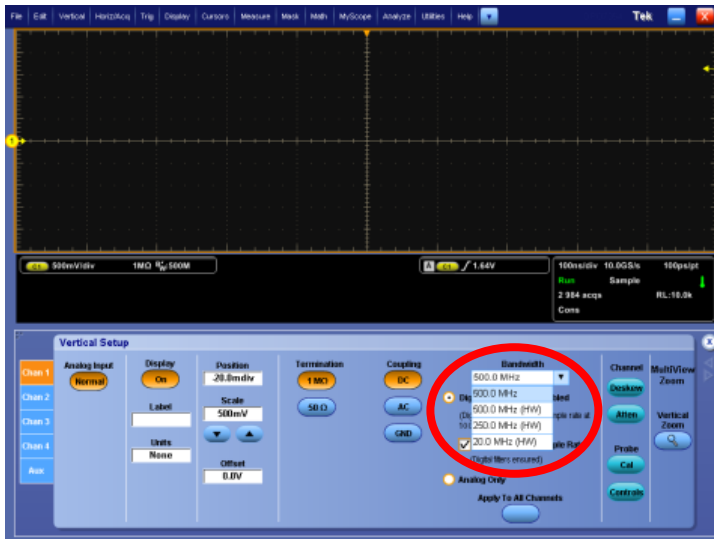 File Edit Vertical Horiz/Acq Trig Display Cursors Measure Mask Math MyScope Analyze Utilities Help Tek
1
C1 500mV/div 1MΩ 500M
A C1 1.64V
100ns/div 10.0GS/s 100ps/pt
Run Sample
2 984 acqs RL:10.0k
Cons
Vertical Setup
Chan 1
Chan 2
Chan 3
Chan 4
Aux
Analog Input
Normal
Display
On
Label
Units
None
Position
-20.0mdiv
Scale
500mV
Offset
0.0V
Termination
1 MΩ
50 Ω
Coupling
DC
AC
GND
Bandwidth
500.0 MHz
500.0 MHz
500.0 MHz (HW)
250.0 MHz (HW)
20.0 MHz (HW)
(Digital filters ensured)
Analog Only
Apply To All Channels
Channel
Deskew
Atten
Probe
Cal
Controls
MultiView
Zoom
Vertical
Zoom